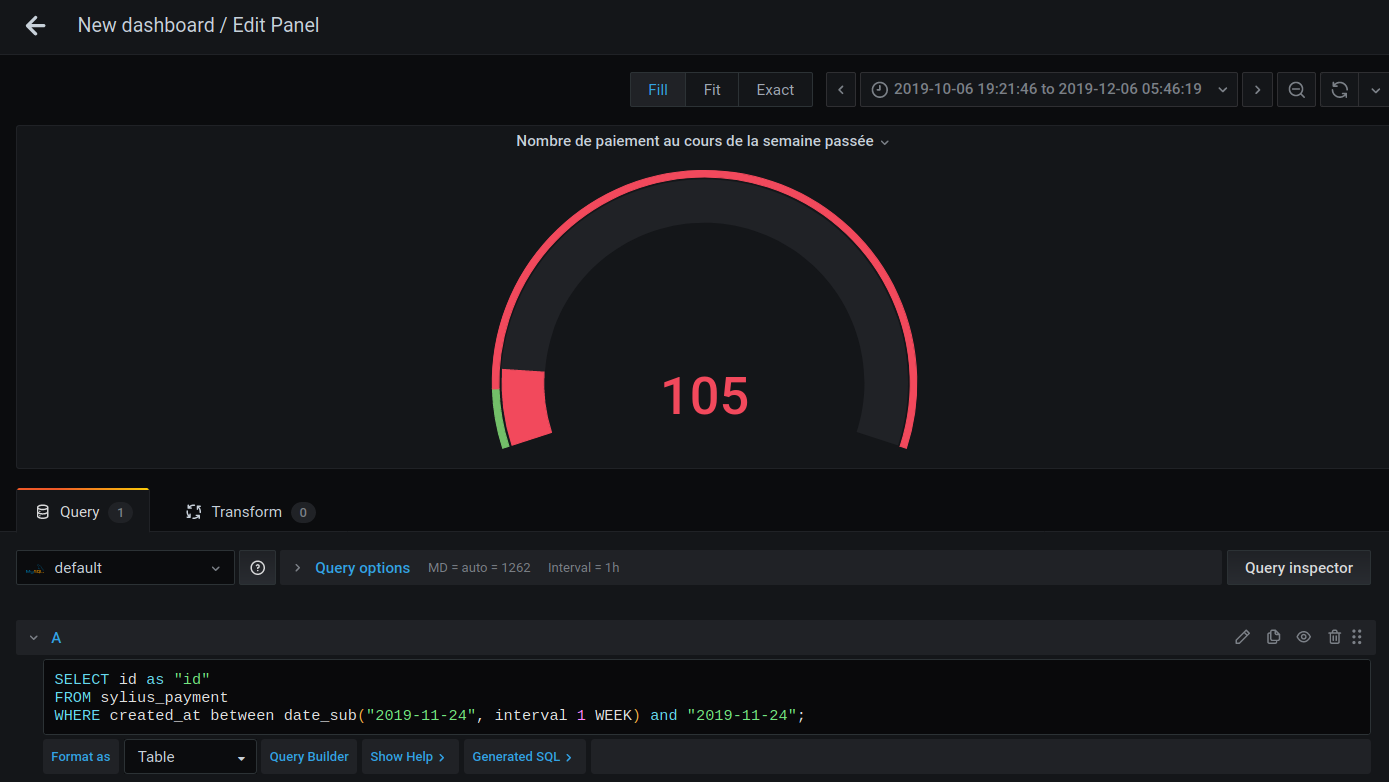 New dashboard / Edit Panel
Fill Fit Exact 2019-10-06 19:21:46 to 2019-12-06 05:46:19
Nombre de paiement au cours de la semaine passée
105
Query 1 Transform 0
default Query options MD = auto = 1262 Interval = 1h Query inspector
A
SELECT id as "id"
FROM sylius_payment
WHERE created_at between date_sub("2019-11-24", interval 1 WEEK) and "2019-11-24";
Format as Table Query Builder Show Help Generated SQL